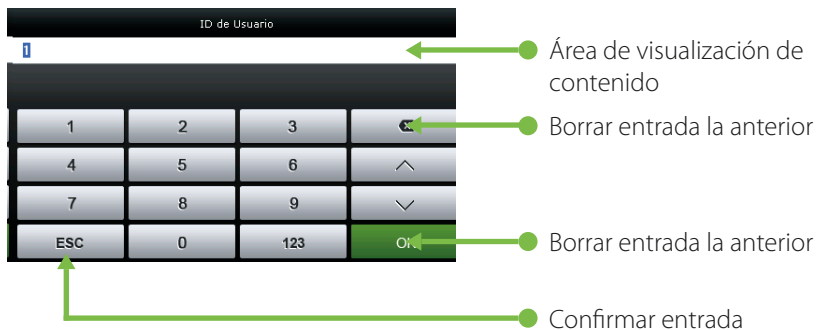 ID de Usuario
1
Área de visualización de
contenido
1 2 3
Borrar entrada la anterior
4 5 6
7 8 9
ESC 0 123 OK
Borrar entrada la anterior
Confirmar entrada